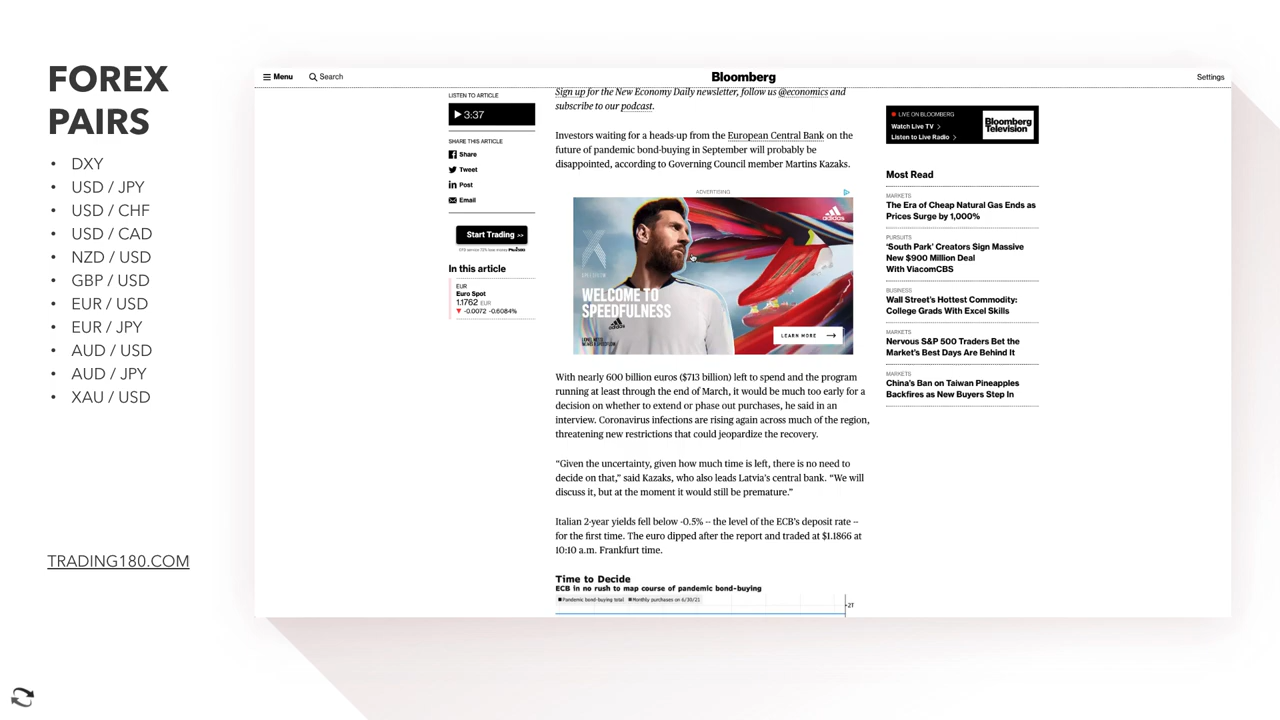 FOREX
PAIRS
• DXY
• USD / JPY
• USD / CHF
• USD / CAD
• NZD / USD
• GBP / USD
• EUR / USD
• EUR / JPY
• AUD / USD
• AUD / JPY
• XAU / USD
TRADING180.COM
Menu
Search
Bloomberg
Settings
LISTEN TO ARTICLE
3:37
SHARE THIS ARTICLE
Share
Tweet
Post
Email
Start Trading >>
In this article
EUR
Euro Spot
1.1762 EUR
▼ -0.0072 -0.6084%
Sign up for the New Economy Daily newsletter, follow us @economics and
subscribe to our podcast.
Investors waiting for a heads-up from the European Central Bank on the
future of pandemic bond-buying in September will probably be
disappointed, according to Governing Council member Martins Kazaks.
ADVERTISING
adidas
WELCOME TO
SPEEDFULNESS
adidas
LEARN MORE →
With nearly 600 billion euros ($713 billion) left to spend and the program
running at least through the end of March, it would be much too early for a
decision on whether to extend or phase out purchases, he said in an
interview. Coronavirus infections are rising again across much of the region,
threatening new restrictions that could jeopardize the recovery.
“Given the uncertainty, given how much time is left, there is no need to
decide on that,” said Kazaks, who also leads Latvia’s central bank. “We will
discuss it, but at the moment it would still be premature.”
Italian 2-year yields fell below -0.5% -- the level of the ECB’s deposit rate --
for the first time. The euro dipped after the report and traded at $1.1866 at
10:10 a.m. Frankfurt time.
Time to Decide
ECB in no rush to map course of pandemic bond-buying
Pandemic bond-buying total Monthly purchases on 6/30/21
LIVE ON BLOOMBERG
Watch Live TV >
Listen to Live Radio >
Bloomberg
Television
Most Read
MARKETS
The Era of Cheap Natural Gas Ends as
Prices Surge by 1,000%
PURSUITS
‘South Park’ Creators Sign Massive
New $900 Million Deal
With ViacomCBS
BUSINESS
Wall Street’s Hottest Commodity:
College Grads With Excel Skills
MARKETS
Nervous S&P 500 Traders Bet the
Market’s Best Days Are Behind It
MARKETS
China’s Ban on Taiwan Pineapples
Backfires as New Buyers Step In